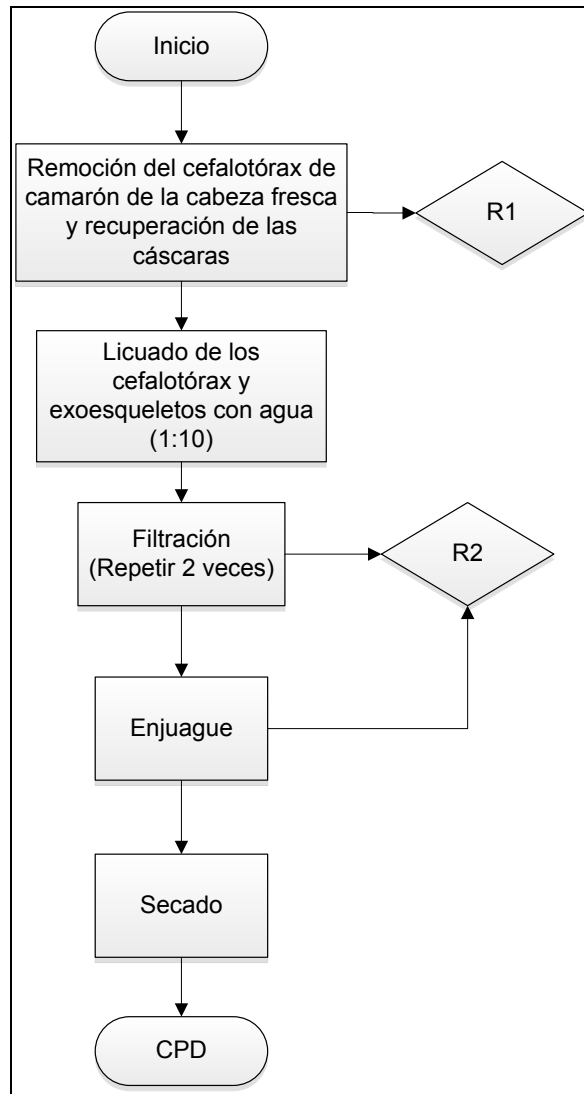 Inicio
Remoción del cefalotórax de
camarón de la cabeza fresca
y recuperación de las
cáscaras
R1
Licuado de los
cefalotórax y
exoesqueletos con agua
(1:10)
Filtración
(Repetir 2 veces)
R2
Enjuague
Secado
CPD